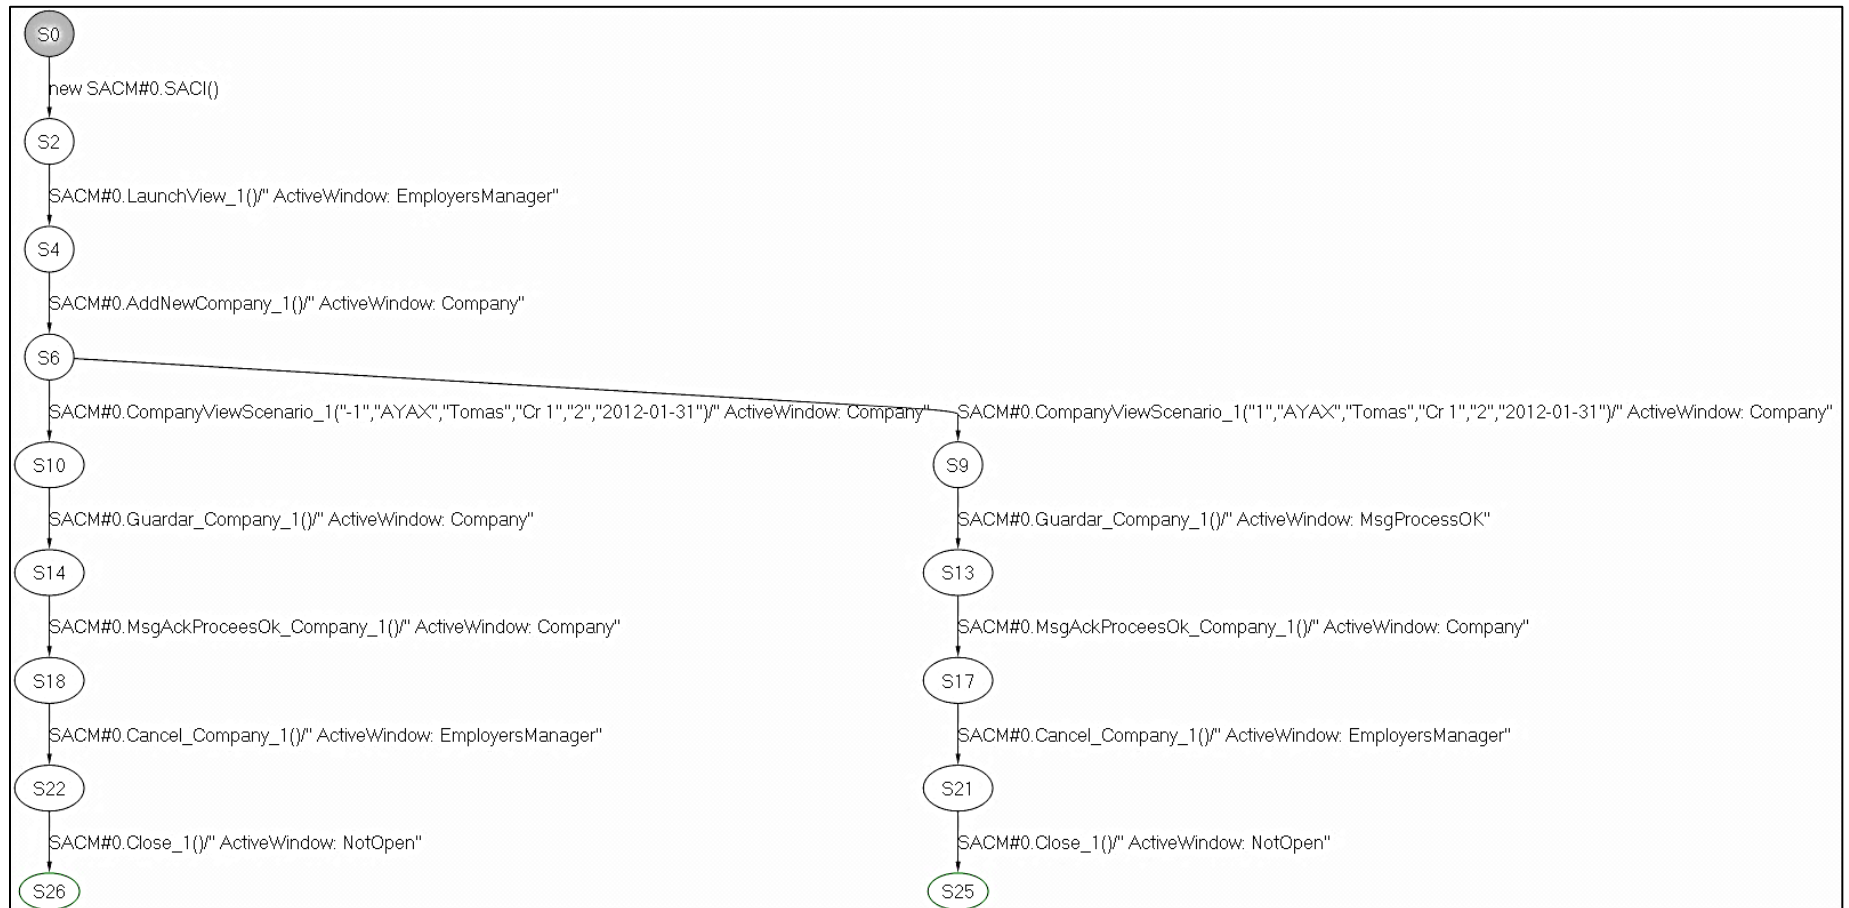 S0
new SACM#0.SACI()
S2
SACM#0.LaunchView_1()/" ActiveWindow: EmployersManager"
S4
SACM#0.AddNewCompany_1()/" ActiveWindow: Company"
S6
SACM#0.CompanyViewScenario_1("-1","AYAX","Tomas","Cr 1","2","2012-01-31")/" ActiveWindow: Company"
SACM#0.CompanyViewScenario_1("1","AYAX","Tomas","Cr 1","2","2012-01-31")/" ActiveWindow: Company"
S10
S9
SACM#0.Guardar_Company_1()/" ActiveWindow: Company"
SACM#0.Guardar_Company_1()/" ActiveWindow: MsgProcessOK"
S14
S13
SACM#0.MsgAckProceesOk_Company_1()/" ActiveWindow: Company"
SACM#0.MsgAckProceesOk_Company_1()/" ActiveWindow: Company"
S18
S17
SACM#0.Cancel_Company_1()/" ActiveWindow: EmployersManager"
SACM#0.Cancel_Company_1()/" ActiveWindow: EmployersManager"
S22
S21
SACM#0.Close_1()/" ActiveWindow: NotOpen"
SACM#0.Close_1()/" ActiveWindow: NotOpen"
S26
S25